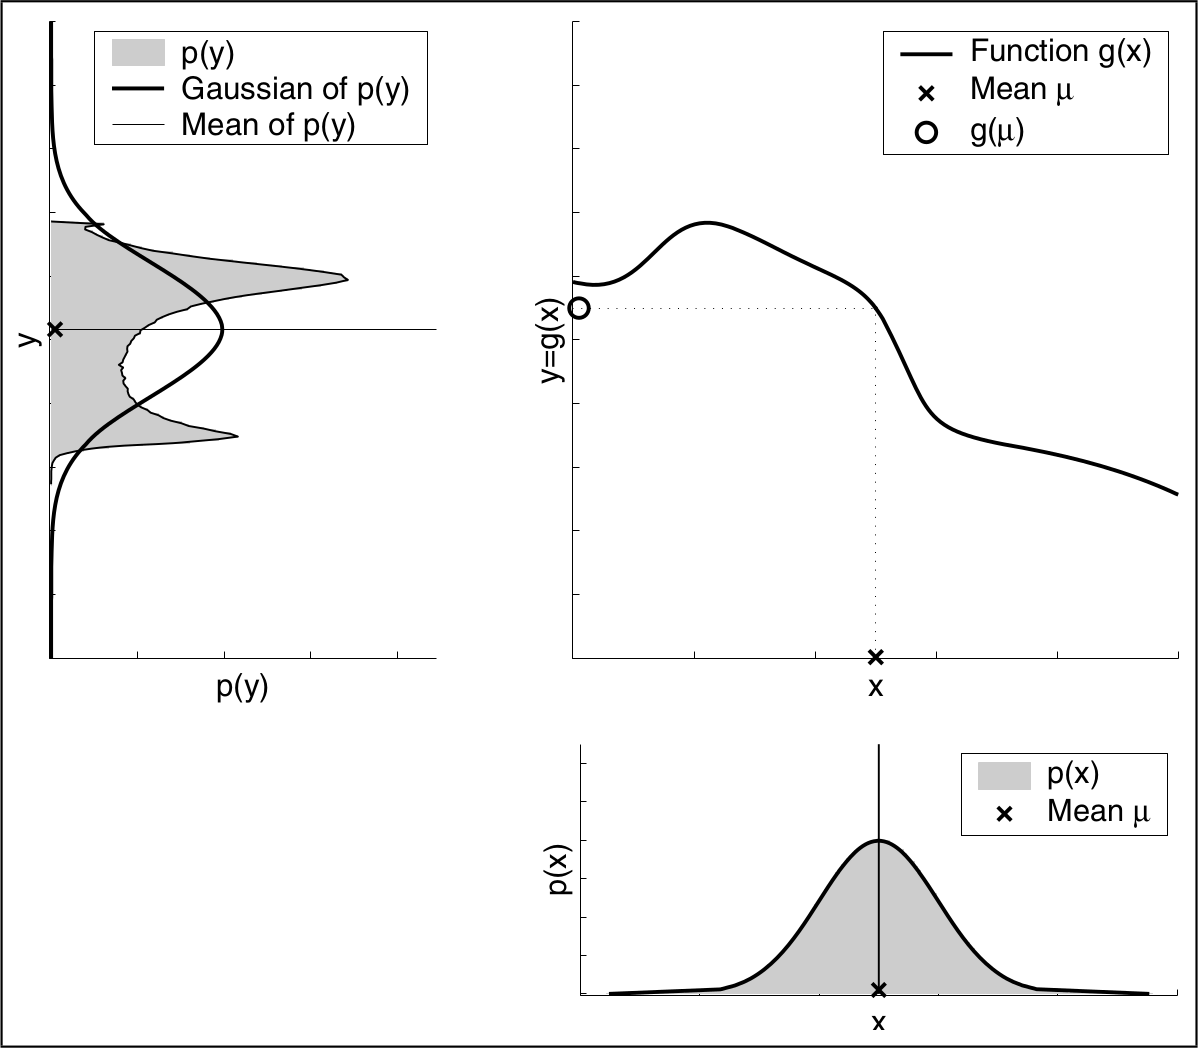 p(y)
Gaussian of p(y)
Mean of p(y)
y
p(y)
Function g(x)
Mean μ
g(μ)
y=g(x)
x
p(x)
Mean μ
p(x)
x